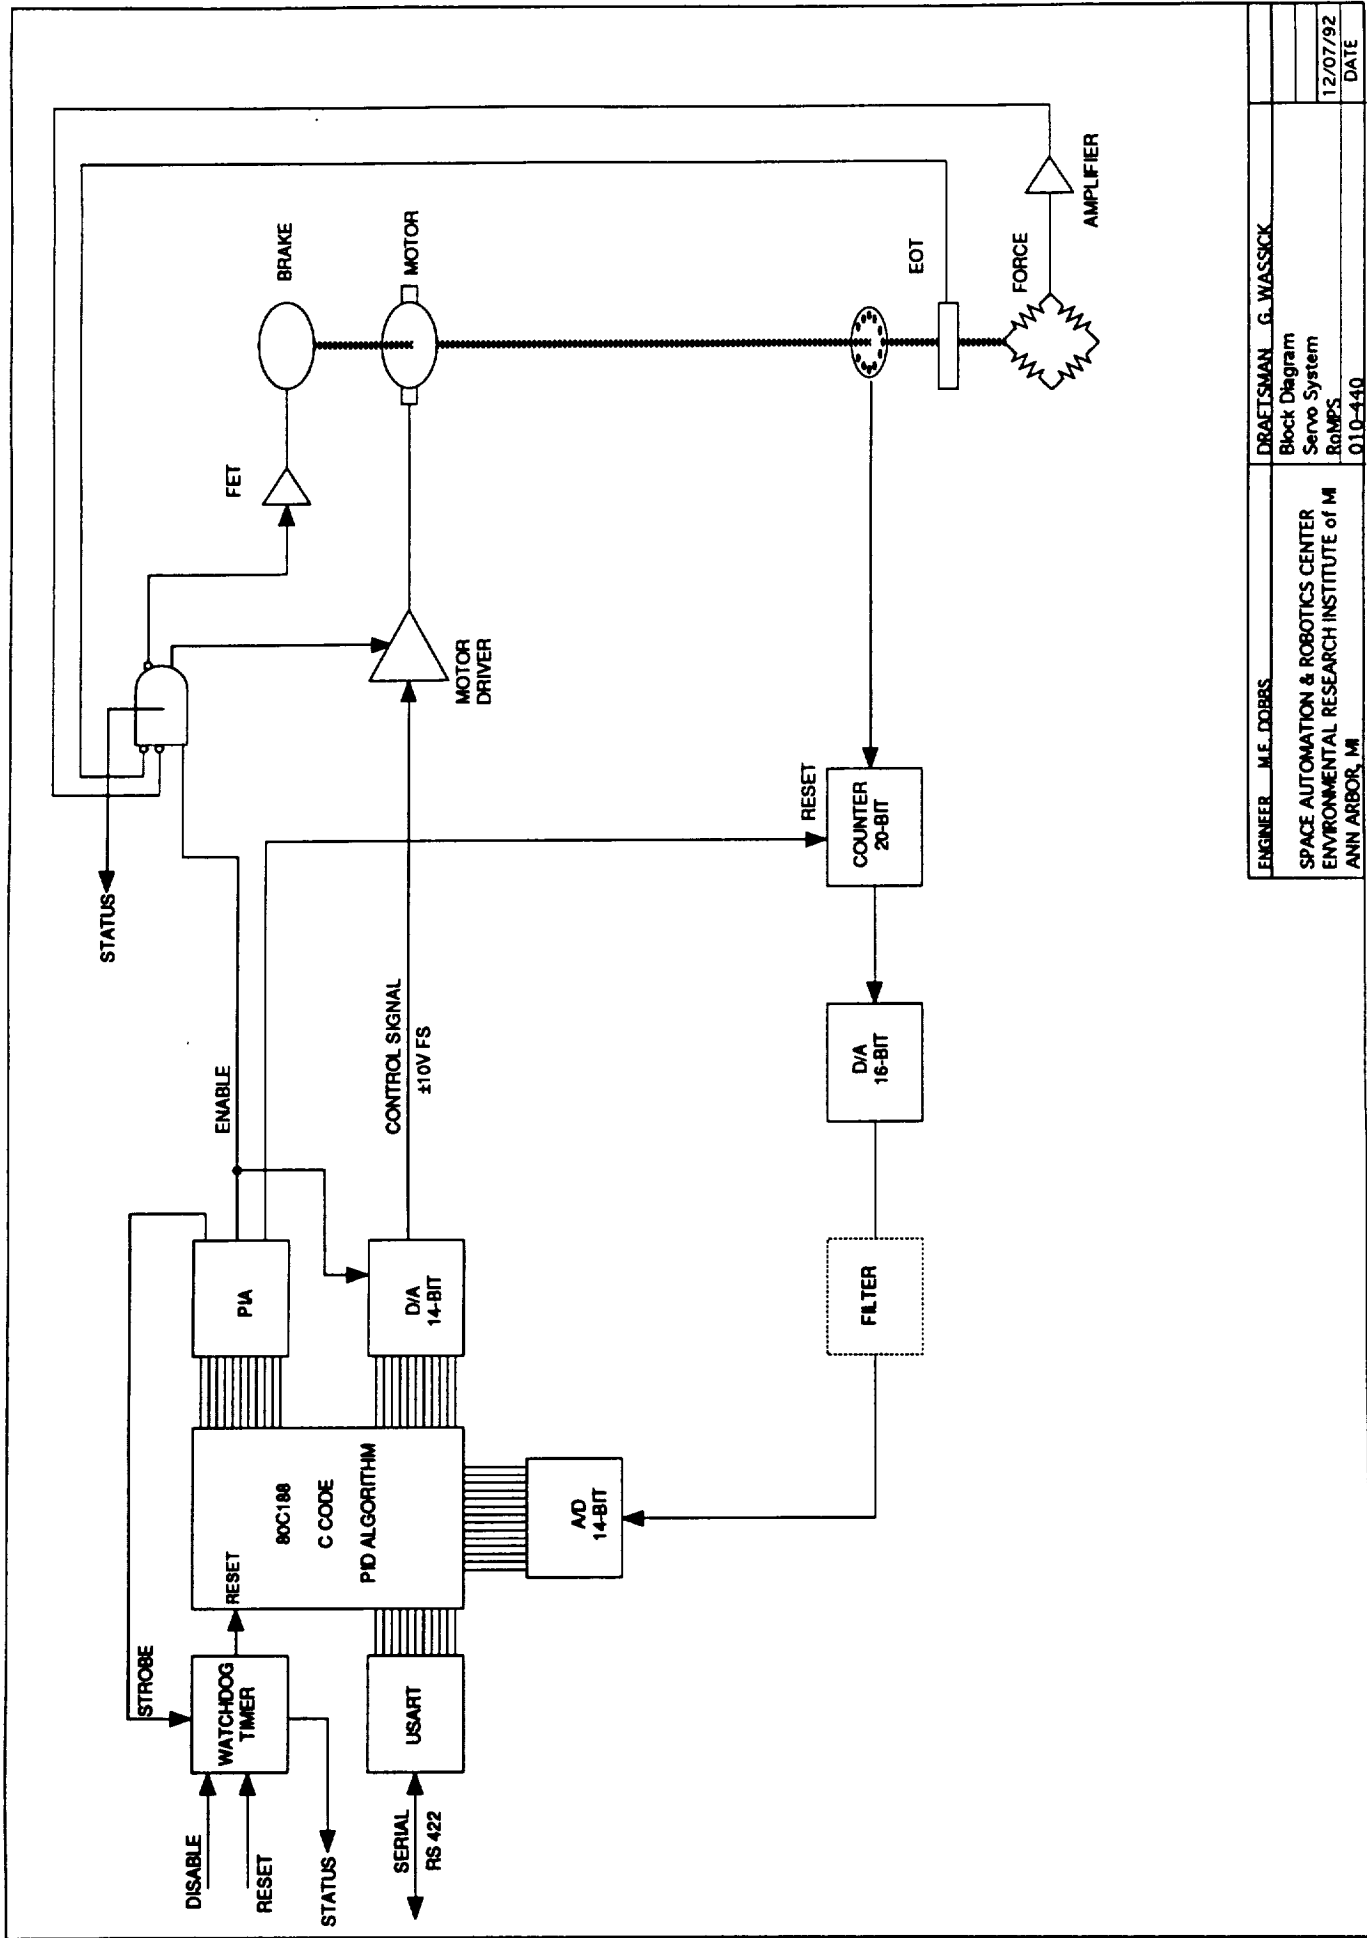 DISABLE
RESET
STATUS
STROBE
WATCHDOG
TIMER
SERIAL
RS 422
USART
RESET
80C188
C CODE
PID ALGORITHM
A/D
14-BIT
PIA
D/A
14-BIT
ENABLE
CONTROL SIGNAL
±10V FS
FILTER
D/A
16-BIT
COUNTER
20-BIT
RESET
STATUS
MOTOR
DRIVER
FET
BRAKE
MOTOR
EOT
FORCE
AMPLIFIER
ENGINEER M.E. DOBBS
DRAFTSMAN G. WASSICK
SPACE AUTOMATION & ROBOTICS CENTER
ENVIRONMENTAL RESEARCH INSTITUTE of MI
ANN ARBOR, MI
Block Diagram
Servo System
RoMPS
010-440
12/07/92
DATE